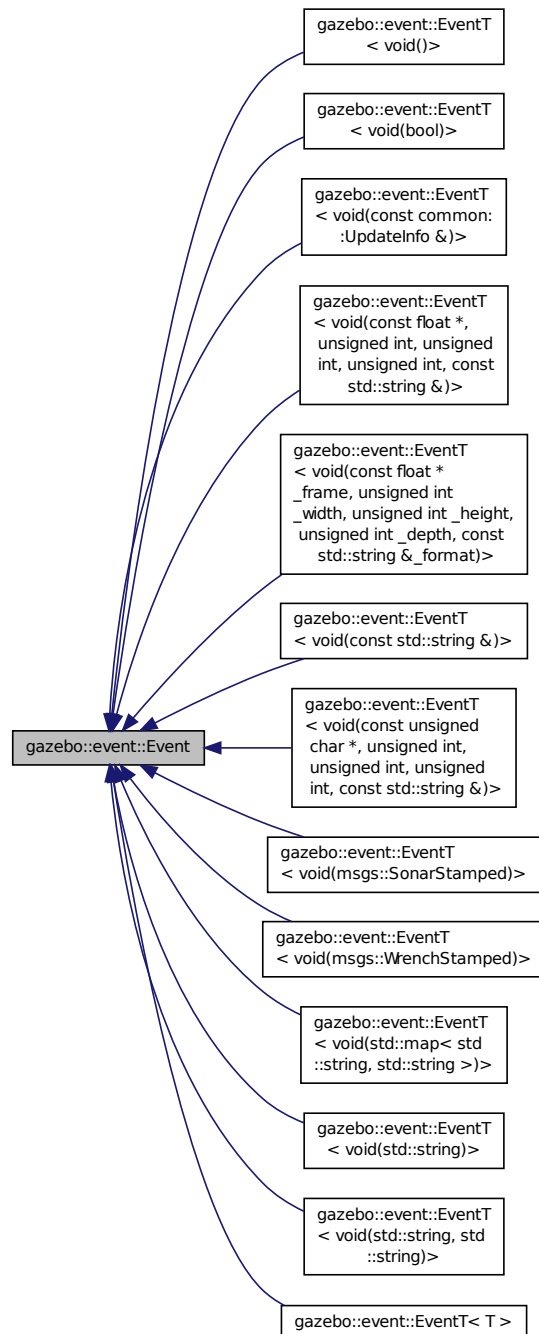 gazebo::event::EventT
< void()>
gazebo::event::EventT
< void(bool)>
gazebo::event::EventT
< void(const common:
:UpdateInfo &)>
gazebo::event::EventT
< void(const float *,
unsigned int, unsigned
int, unsigned int, const
std::string &)>
gazebo::event::EventT
< void(const float *
_frame, unsigned int
_width, unsigned int _height,
unsigned int _depth, const
std::string &_format)>
gazebo::event::EventT
< void(const std::string &)>
gazebo::event::Event
gazebo::event::EventT
< void(const unsigned
char *, unsigned int,
unsigned int, unsigned
int, const std::string &)>
gazebo::event::EventT
< void(msgs::SonarStamped)>
gazebo::event::EventT
< void(msgs::WrenchStamped)>
gazebo::event::EventT
< void(std::map< std
::string, std::string >)>
gazebo::event::EventT
< void(std::string)>
gazebo::event::EventT
< void(std::string, std
::string)>
gazebo::event::EventT< T >